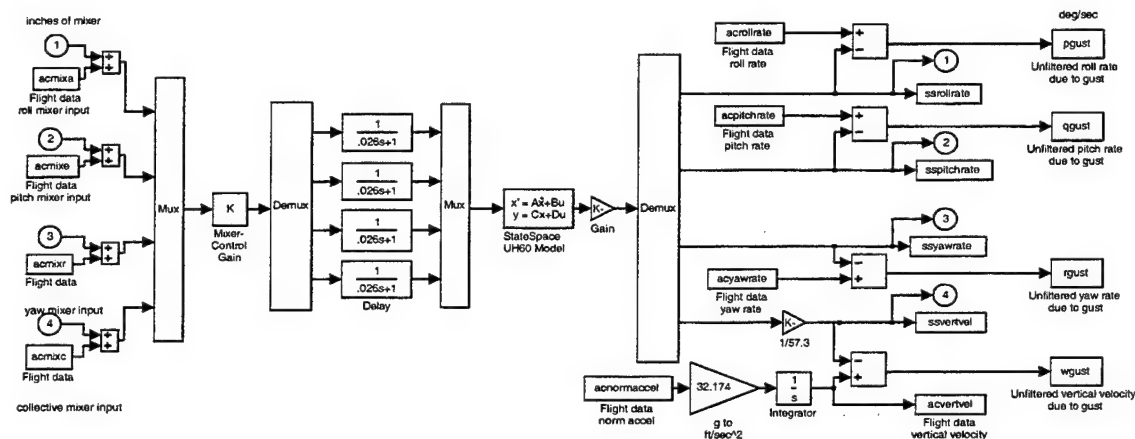 inches of mixer
1
+
+
acmixa
Flight data
roll mixer input
2
+
+
acmixe
Flight data
pitch mixer input
3
+
+
acmixr
Flight data
yaw mixer input
4
+
+
acmixc
Flight data
collective mixer input
Mux
K
Mixer-
Control
Gain
Demux
1
.026s+1
1
.026s+1
1
.026s+1
1
.026s+1
Delay
Mux
x' = Ax+Bu
y = Cx+Du
StateSpace
UH60 Model
K-
Gain
Demux
acrollrate
Flight data
roll rate
+
−
deg/sec
pgust
Unfiltered roll rate
due to gust
1
ssrollrate
acpitchrate
Flight data
pitch rate
+
−
qgust
Unfiltered pitch rate
due to gust
2
sspitchrate
3
ssyawrate
acyawrate
Flight data
yaw rate
−
+
rgust
Unfiltered yaw rate
due to gust
4
K-
1/57.3
ssvertvel
−
+
wgust
Unfiltered vertical velocity
due to gust
acnormaccel
Flight data
norm accel
32.174
g to
ft/sec^2
1
s
Integrator
acvertvel
Flight data
vertical velocity